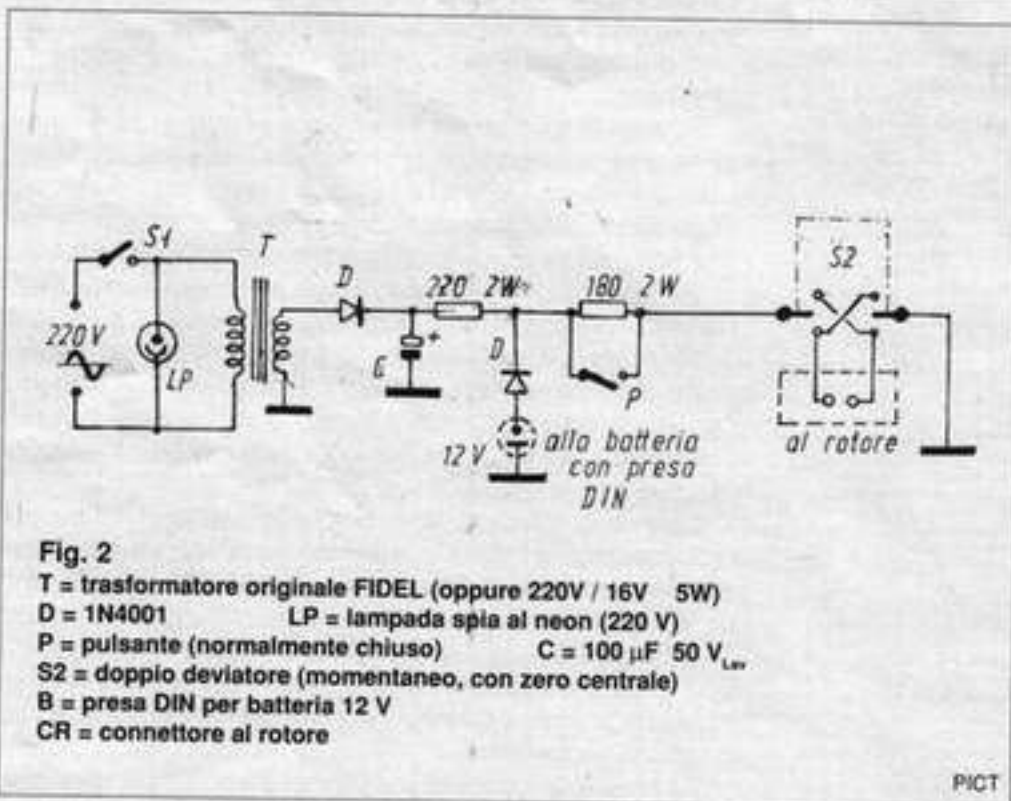 S1
T
D
220 2W
180 2W
S2
220 V
LP
+
D
P
12 V
alla batteria
con presa
DIN
al rotore
Fig. 2
T = trasformatore originale FIDEL (oppure 220V / 16V 5W)
D = 1N4001 LP = lampada spia al neon (220 V)
P = pulsante (normalmente chiuso) C = 100 µF 50 VLav
S2 = doppio deviatore (momentaneo, con zero centrale)
B = presa DIN per batteria 12 V
CR = connettore al rotore
PICT